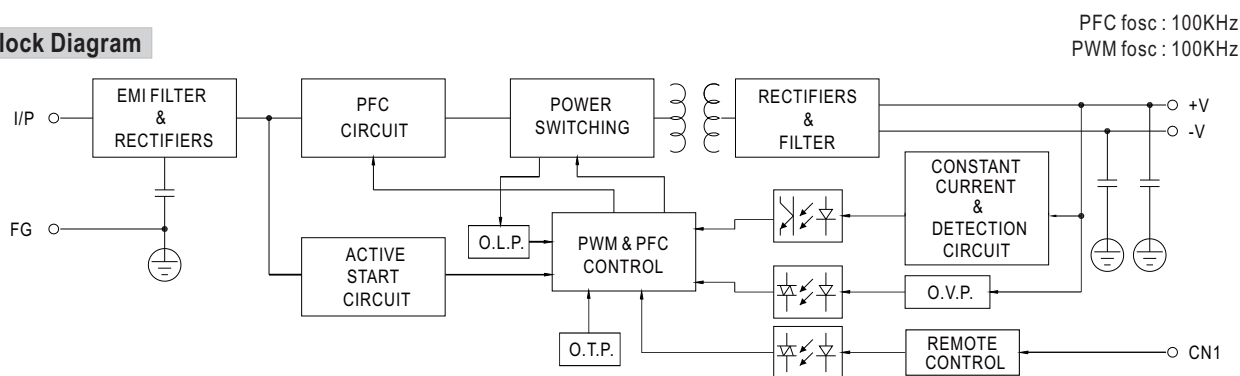 lock Diagram
PFC fosc : 100KHz
PWM fosc : 100KHz
I/P
EMI FILTER
&
RECTIFIERS
PFC
CIRCUIT
POWER
SWITCHING
RECTIFIERS
&
FILTER
+V
-V
FG
ACTIVE
START
CIRCUIT
O.L.P.
PWM & PFC
CONTROL
O.T.P.
CONSTANT
CURRENT
&
DETECTION
CIRCUIT
O.V.P.
REMOTE
CONTROL
CN1